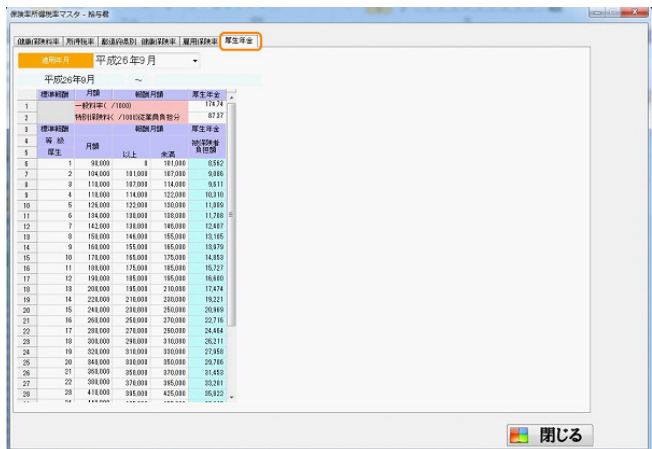 保険率所得税率マスタ - 給与君
健康保険料率 所得税率 都道府県別 健康保険率 雇用保険率 厚生年金
適用年月 平成26年9月
平成26年9月 ～
標準報酬 月額 報酬月額 厚生年金
1 一般料率( /1000) 174.74
2 特別保険料( /1000)従業員負担分 87.37
3 標準報酬 報酬月額 厚生年金
4 等 級 月額 被保険者
5 厚生 以上 未満 負担額
6 1 98,000 0 101,000 8,562
7 2 104,000 101,000 107,000 9,086
8 3 110,000 107,000 114,000 9,611
9 4 118,000 114,000 122,000 10,310
10 5 126,000 122,000 130,000 11,009
11 6 134,000 130,000 138,000 11,708
12 7 142,000 138,000 146,000 12,407
13 8 150,000 146,000 155,000 13,105
14 9 160,000 155,000 165,000 13,979
15 10 170,000 165,000 175,000 14,853
16 11 180,000 175,000 185,000 15,727
17 12 190,000 185,000 195,000 16,600
18 13 200,000 195,000 210,000 17,474
19 14 220,000 210,000 230,000 19,221
20 15 240,000 230,000 250,000 20,969
21 16 260,000 250,000 270,000 22,716
22 17 280,000 270,000 290,000 24,464
23 18 300,000 290,000 310,000 26,211
24 19 320,000 310,000 330,000 27,958
25 20 340,000 330,000 350,000 29,706
26 21 360,000 350,000 370,000 31,453
27 22 380,000 370,000 395,000 33,201
28 23 410,000 395,000 425,000 35,822
閉じる